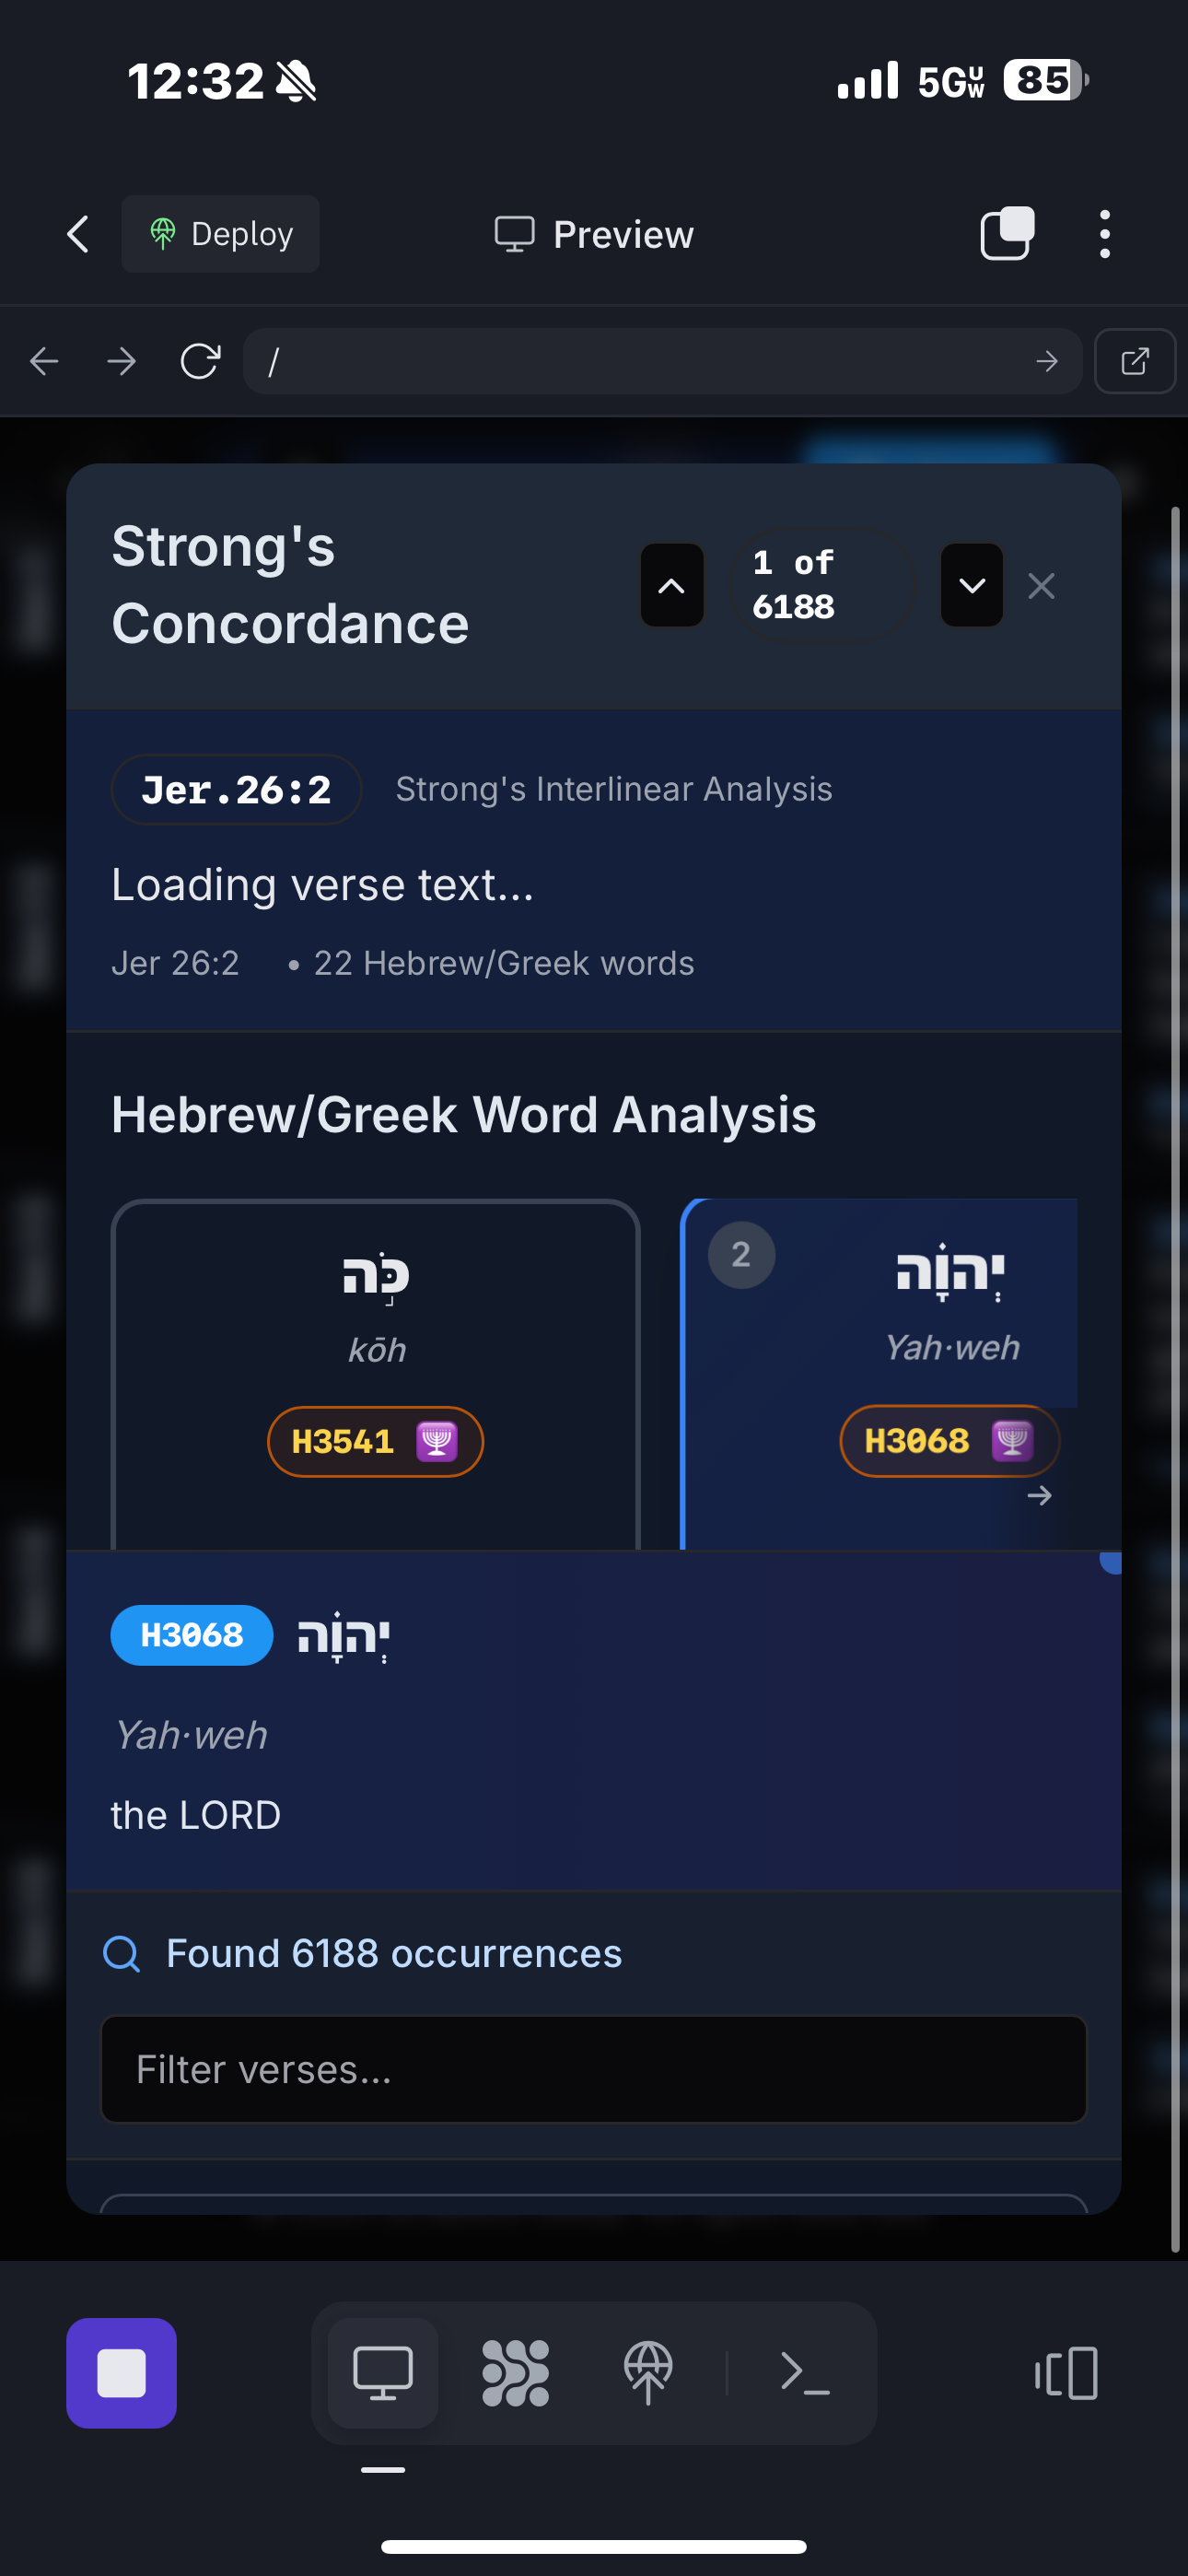 12:32
5GUW
85
Deploy
Preview
/
Strong's
Concordance
1 of
6188
Jer.26:2
Strong's Interlinear Analysis
Loading verse text...
Jer 26:2 • 22 Hebrew/Greek words
Hebrew/Greek Word Analysis
כֹּ֖ה
kōh
H3541
2
יְהוָ֗ה
Yah·weh
H3068
→
H3068
יְהוָ֗ה
Yah·weh
the LORD
Found 6188 occurrences
Filter verses...